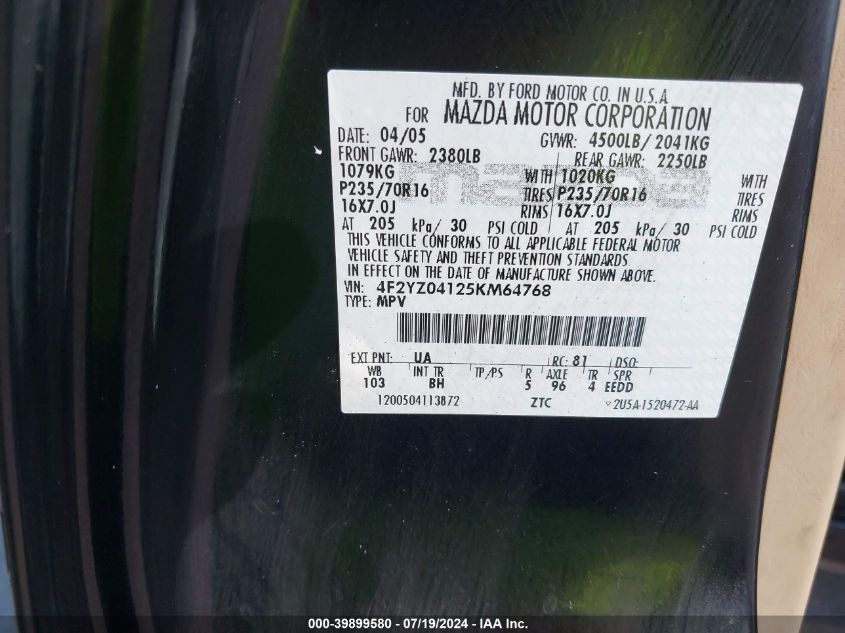 MFD. BY FORD MOTOR CO. IN U.S.A.
FOR MAZDA MOTOR CORPORATION
DATE: 04/05 GVWR: 4500LB/ 2041KG
FRONT GAWR: 2380LB REAR GAWR: 2250LB
1079KG WITH 1020KG WITH
P235/70R16 TIRES P235/70R16 TIRES
16X7.0J RIMS 16X7.0J RIMS
AT 205 kPa/ 30 PSI COLD AT 205 kPa/ 30 PSI COLD
THIS VEHICLE CONFORMS TO ALL APPLICABLE FEDERAL MOTOR
VEHICLE SAFETY AND THEFT PREVENTION STANDARDS
IN EFFECT ON THE DATE OF MANUFACTURE SHOWN ABOVE.
VIN: 4F2YZ04125KM64768
TYPE: MPV
EXT PNT: UA RC: 81 DSO:
WB INT TR TP/PS R AXLE TR SPR
103 BH 5 96 4 EEDD
1200504113872 ZTC 2U5A-1520472-AA
000-39899580 / 07/19/2024 - IAAI Inc.